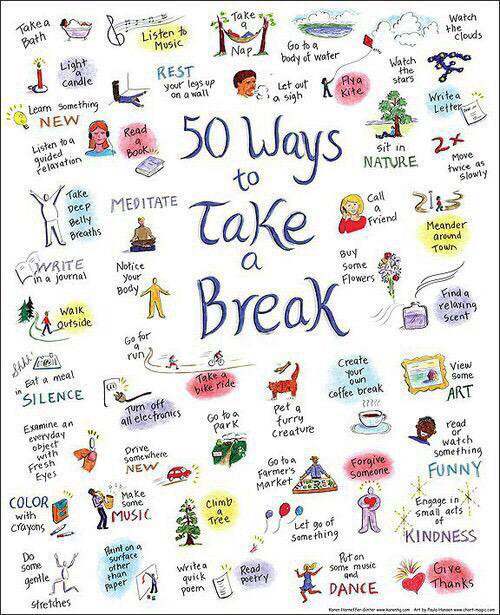 Take a
Bath
Listen to
Music
Take
a
Nap
Go to a
body of water
Watch
the
Clouds
Light
a
Candle
REST
your legs up
on a wall
Let out
a sigh
Fly a
Kite
Watch
the
stars
Learn Something
NEW
Write a
Letter
Listen to a
guided
relaxation
Read
a
Book
50 Ways
to
Take
a
Break
sit in
NATURE
2x
Move
twice as
slowly
Take
Deep
Belly
Breaths
MEDITATE
Call
a
Friend
Meander
around
Town
WRITE
in a journal
Notice
Your
Body
Buy
Some
Flowers
Find a
relaxing
Scent
Walk
Outside
Go for
a
run
Take a
bike ride
Shhh!
Eat a meal
in
SILENCE
Turn off
all electronics
Pet a
furry
creature
Create
your
own
coffee break
View
some
ART
Examine an
everyday
object
with
Fresh
Eyes
Drive
somewhere
NEW
Go to a
park
Go to a
Farmer's
Market
Forgive
Someone
read
or
watch
something
FUNNY
COLOR
with
Crayons
Make
some
MUSIC
Climb
a
Tree
Let go of
something
Engage in
small acts
of
KINDNESS
Do
some
gentle
stretches
Paint on a
surface
other
than
paper
Write a
quick
poem
Read
poetry
Put on
some music
and
DANCE
Give
Thanks
Karen Horneffer-Ginter www.karenhg.com Art by Paula Hansen www.chart-magic.com